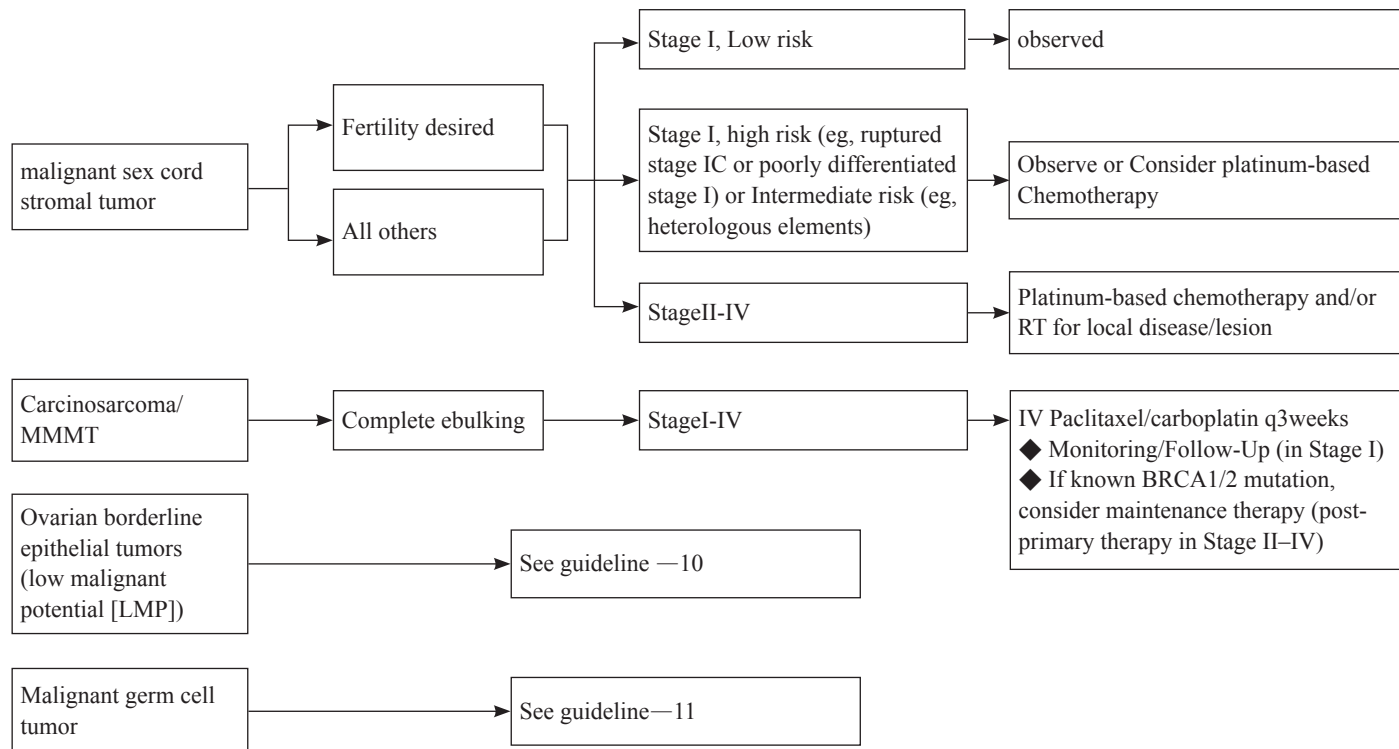 malignant sex cord
stromal tumor
Fertility desired
All others
Stage I, Low risk
observed
Stage I, high risk (eg, ruptured
stage IC or poorly differentiated
stage I) or Intermediate risk (eg,
heterologous elements)
Observe or Consider platinum-based
Chemotherapy
StageII-IV
Platinum-based chemotherapy and/or
RT for local disease/lesion
Carcinosarcoma/
MMMT
Complete ebulking
StageI-IV
IV Paclitaxel/carboplatin q3weeks
◆ Monitoring/Follow-Up (in Stage I)
◆ If known BRCA1/2 mutation,
consider maintenance therapy (post-
primary therapy in Stage II–IV)
Ovarian borderline
epithelial tumors
(low malignant
potential [LMP])
See guideline —10
Malignant germ cell
tumor
See guideline—11